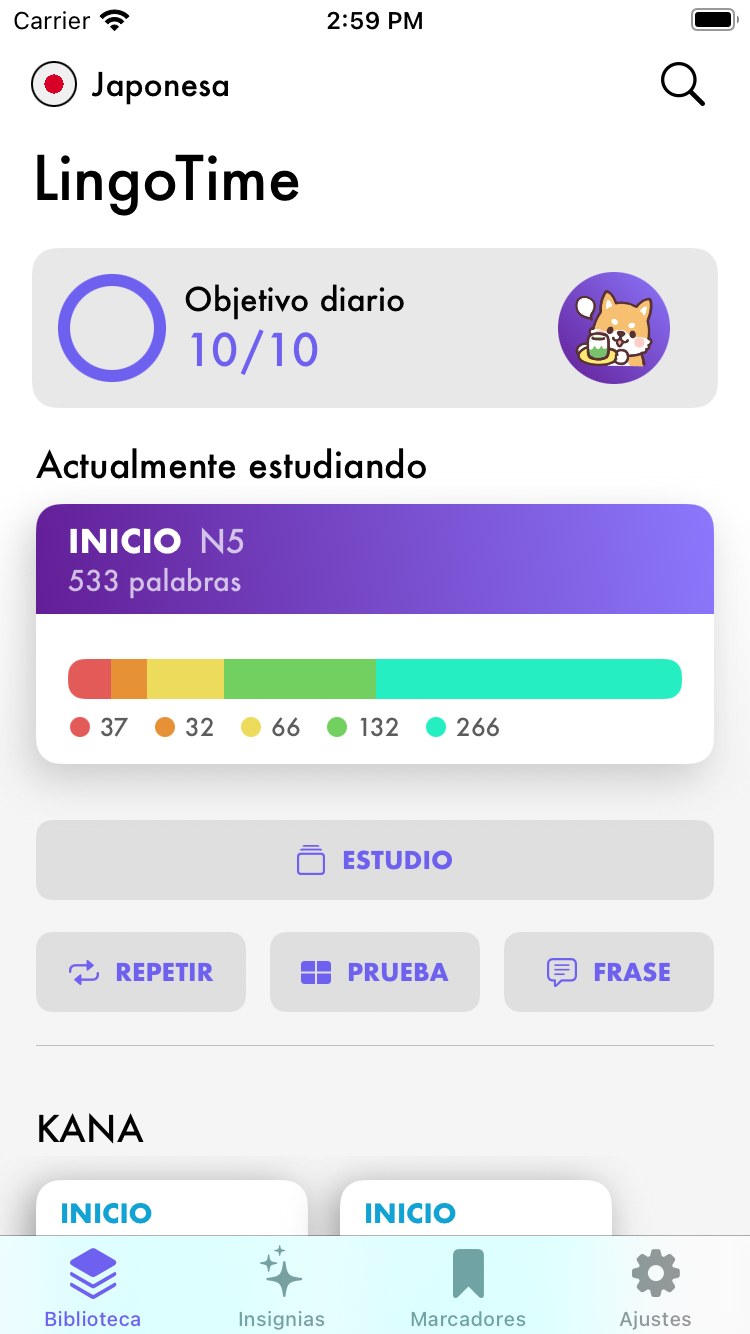 Carrier 2:59 PM
Japonesa
LingoTime
Objetivo diario
10/10
Actualmente estudiando
INICIO N5
533 palabras
37 32 66 132 266
ESTUDIO
REPETIR PRUEBA FRASE
KANA
INICIO INICIO
Biblioteca Insignias Marcadores Ajustes